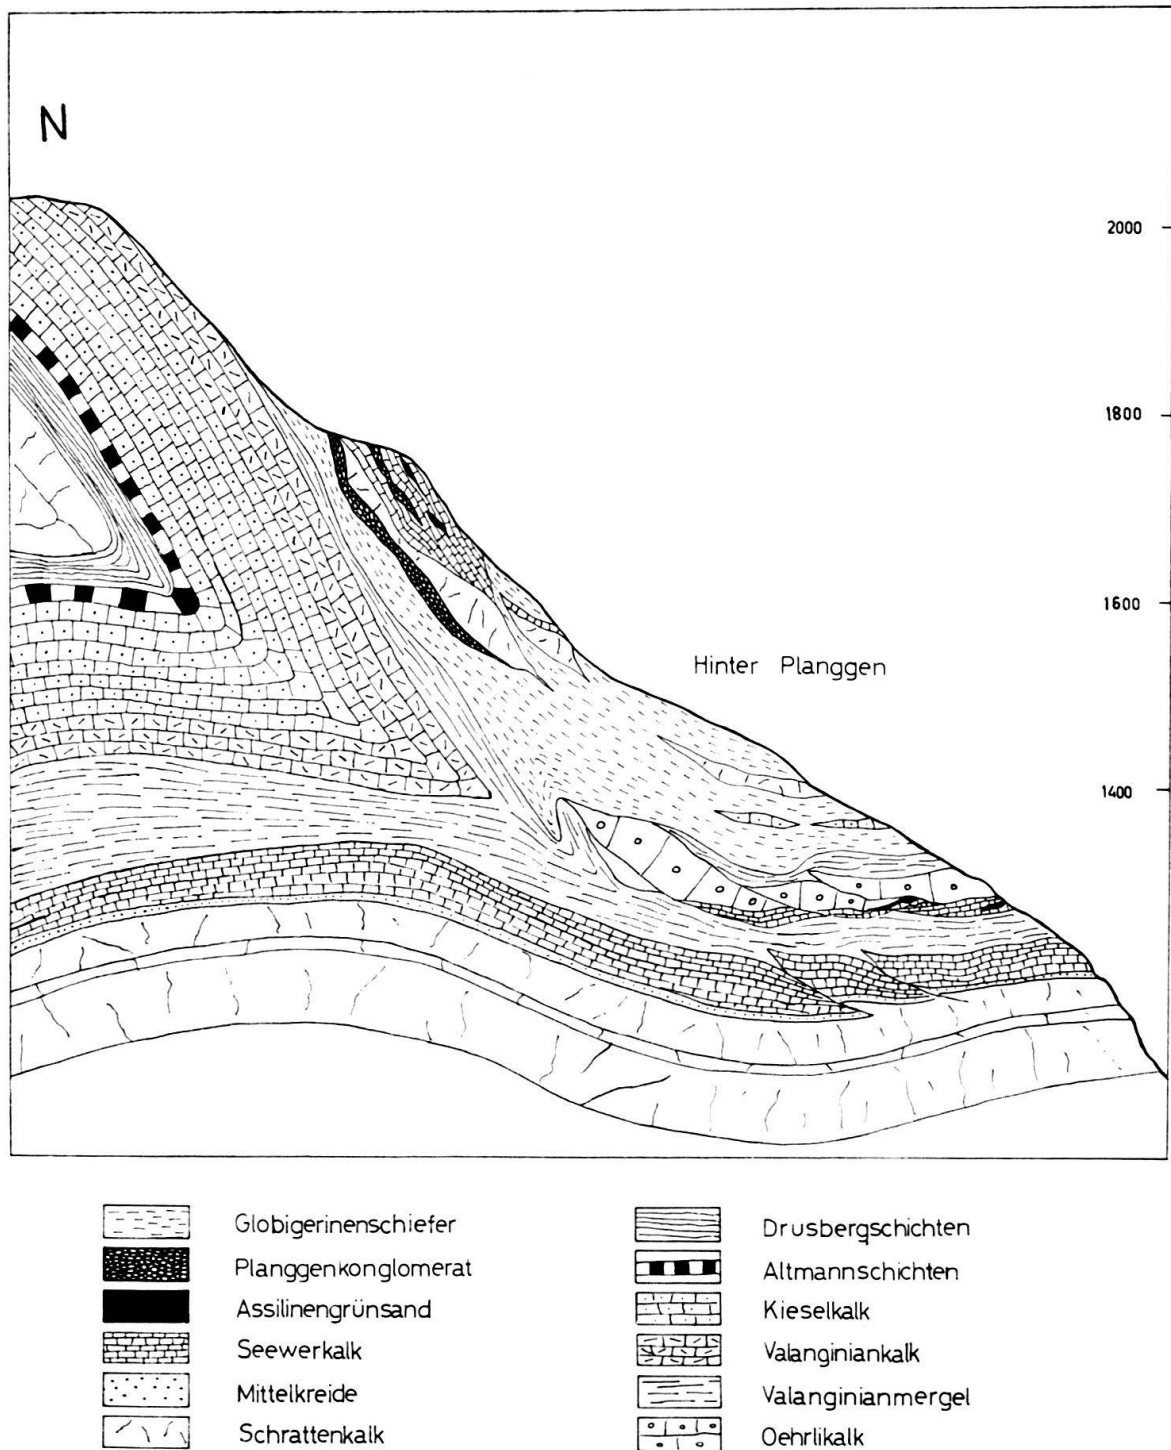 N
2000
1800
1600
Hinter Planggen
1400
Globigerinenschiefer
Planggenkonglomerat
Assilinengrünsand
Seewerkalk
Mittelkreide
Schrattenkalk
Drusbergschichten
Altmannschichten
Kieselkalk
Valanginiankalk
Valanginianmergel
Oehrlikalk